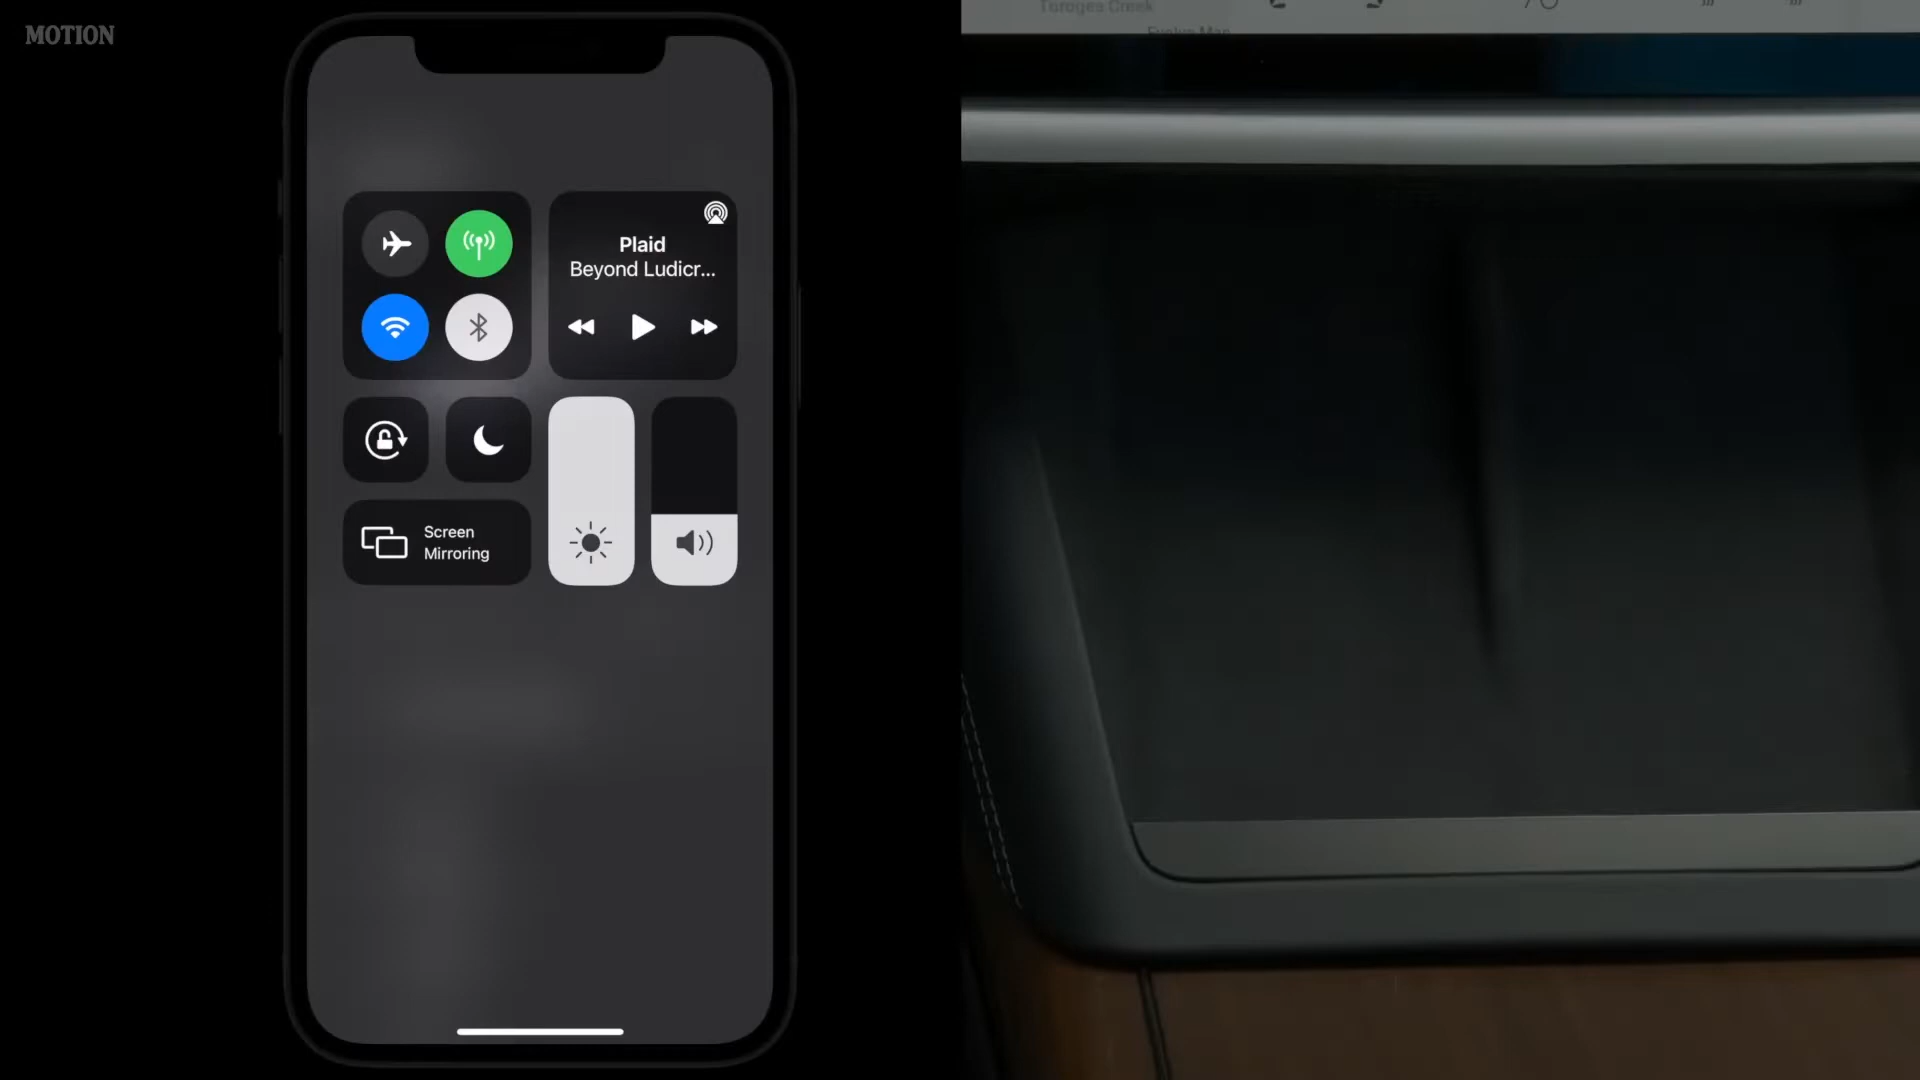 MOTION
Plaid
Beyond Ludicr...
Screen
Mirroring